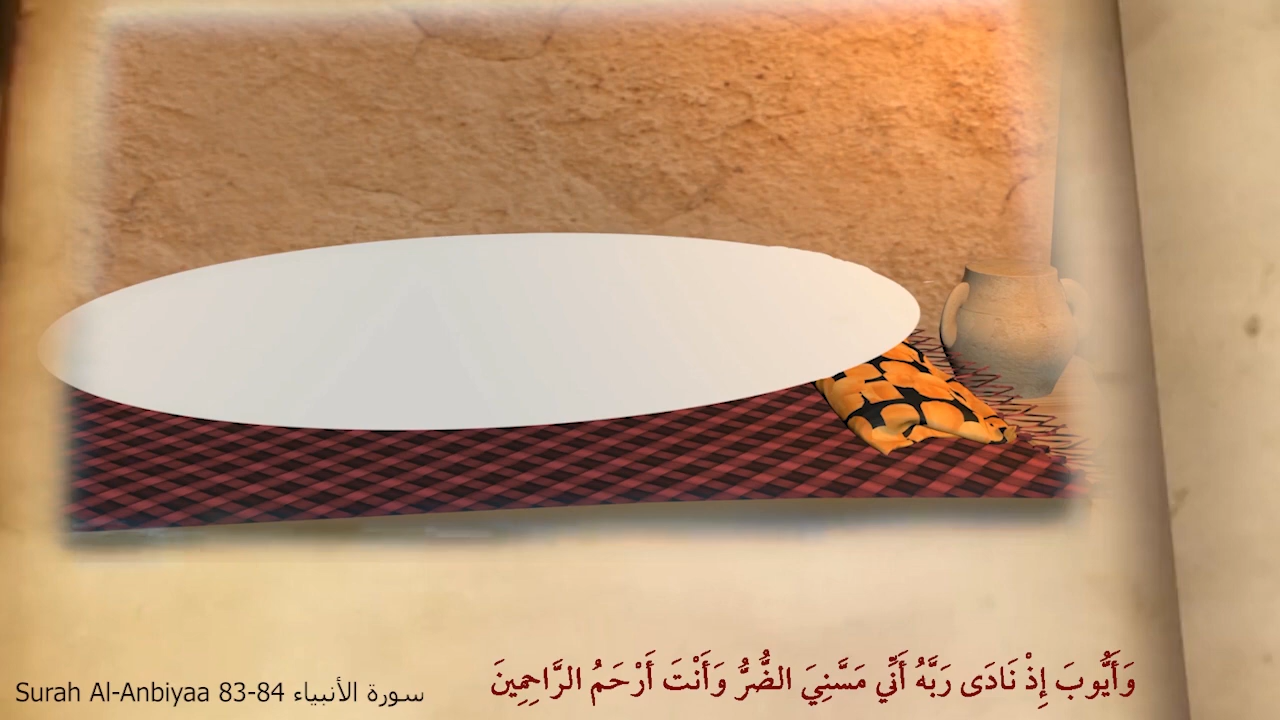 وَأَيُّوبَ إِذْ نَادَى رَبَّهُ أَنِّي مَسَّنِيَ الضُّرُّ وَأَنْتَ أَرْحَمُ الرَّاحِمِينَ
Surah Al-Anbiyaa 83-84 سورة الأنبياء